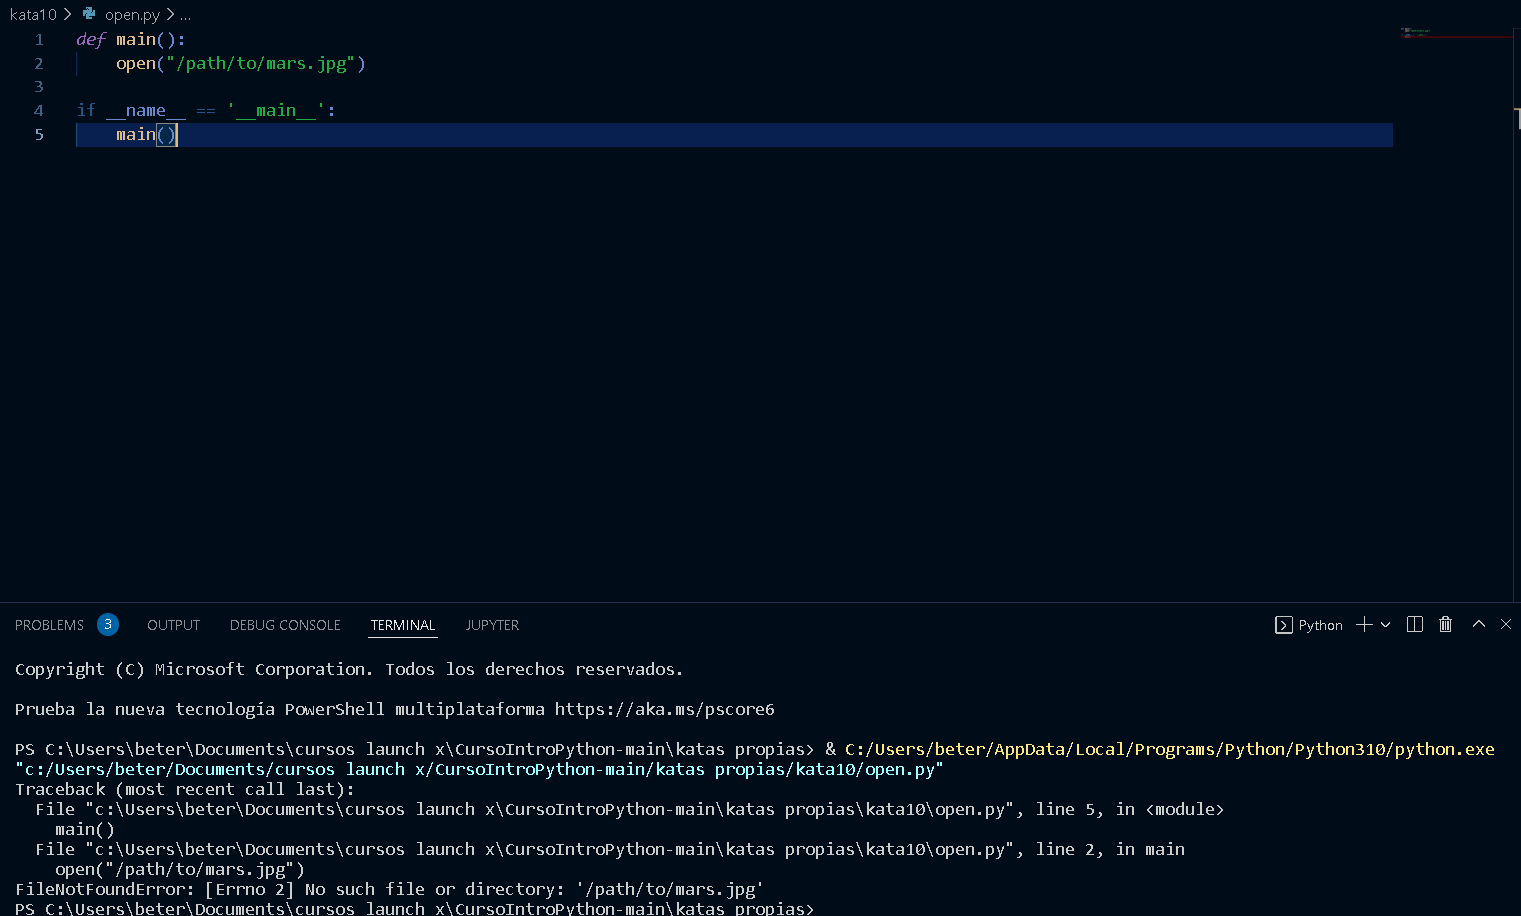 kata10 > open.py > ...
1 def main():
2     open("/path/to/mars.jpg")
3
4 if __name__ == '__main__':
5     main()
PROBLEMS 3 OUTPUT DEBUG CONSOLE TERMINAL JUPYTER Python
Copyright (C) Microsoft Corporation. Todos los derechos reservados.
Prueba la nueva tecnología PowerShell multiplataforma https://aka.ms/pscore6
PS C:\Users\beter\Documents\cursos launch x\CursoIntroPython-main\katas propias> & C:/Users/beter/AppData/Local/Programs/Python/Python310/python.exe
"c:/Users/beter/Documents/cursos launch x/CursoIntroPython-main/katas propias/kata10/open.py"
Traceback (most recent call last):
  File "c:\Users\beter\Documents\cursos launch x\CursoIntroPython-main\katas propias\kata10\open.py", line 5, in <module>
    main()
  File "c:\Users\beter\Documents\cursos launch x\CursoIntroPython-main\katas propias\kata10\open.py", line 2, in main
    open("/path/to/mars.jpg")
FileNotFoundError: [Errno 2] No such file or directory: '/path/to/mars.jpg'
PS C:\Users\beter\Documents\cursos launch x\CursoIntroPython-main\katas propias>